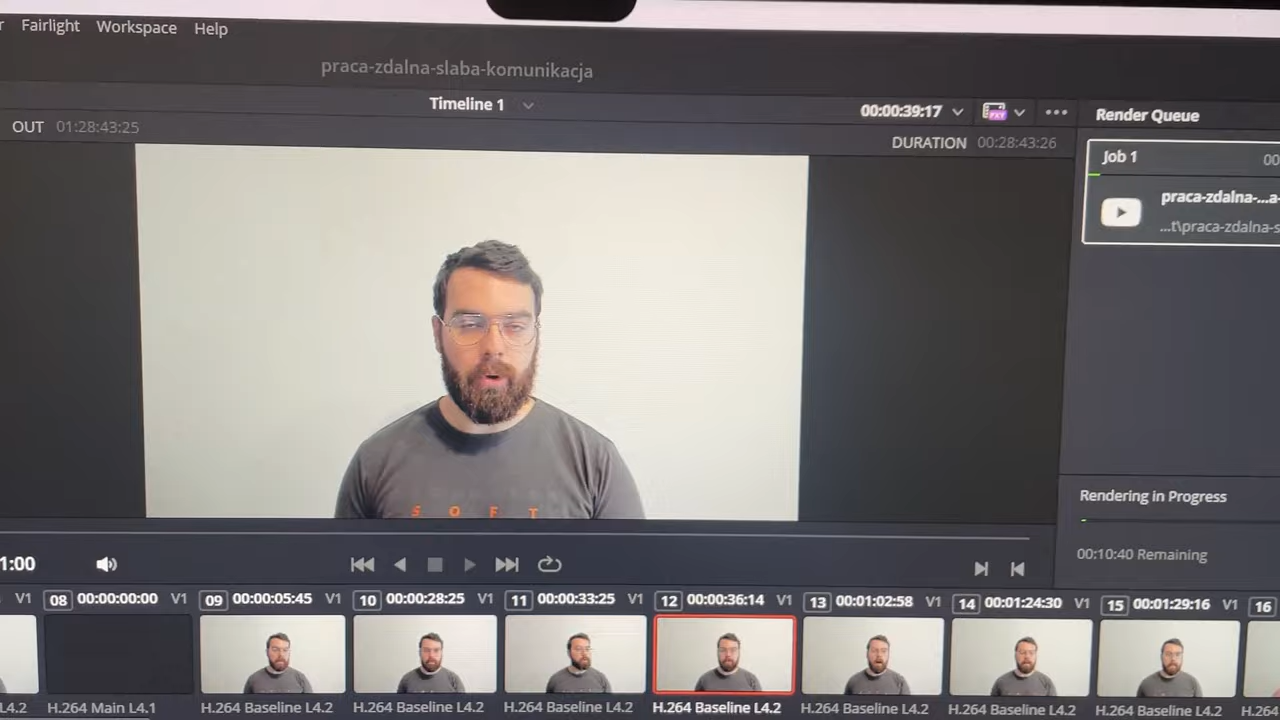 Fairlight Workspace Help
praca-zdalna-slaba-komunikacja
Timeline 1
00:00:39:17
Render Queue
OUT 01:28:43:25
DURATION 00:28:43:26
Job 1
00
praca-zdalna-...a-
...t\praca-zdalna-s
PXY
S O F T
Rendering in Progress
00:10:40 Remaining
1:00
V1
08 00:00:00:00 V1
09 00:00:05:45 V1
10 00:00:28:25 V1
11 00:00:33:25 V1
12 00:00:36:14 V1
13 00:01:02:58 V1
14 00:01:24:30 V1
15 00:01:29:16 V1
16
L4.2
H.264 Main L4.1
H.264 Baseline L4.2
H.264 Baseline L4.2
H.264 Baseline L4.2
H.264 Baseline L4.2
H.264 Baseline L4.2
H.264 Baseline L4.2
H.264 Baseline L4.2
H.264